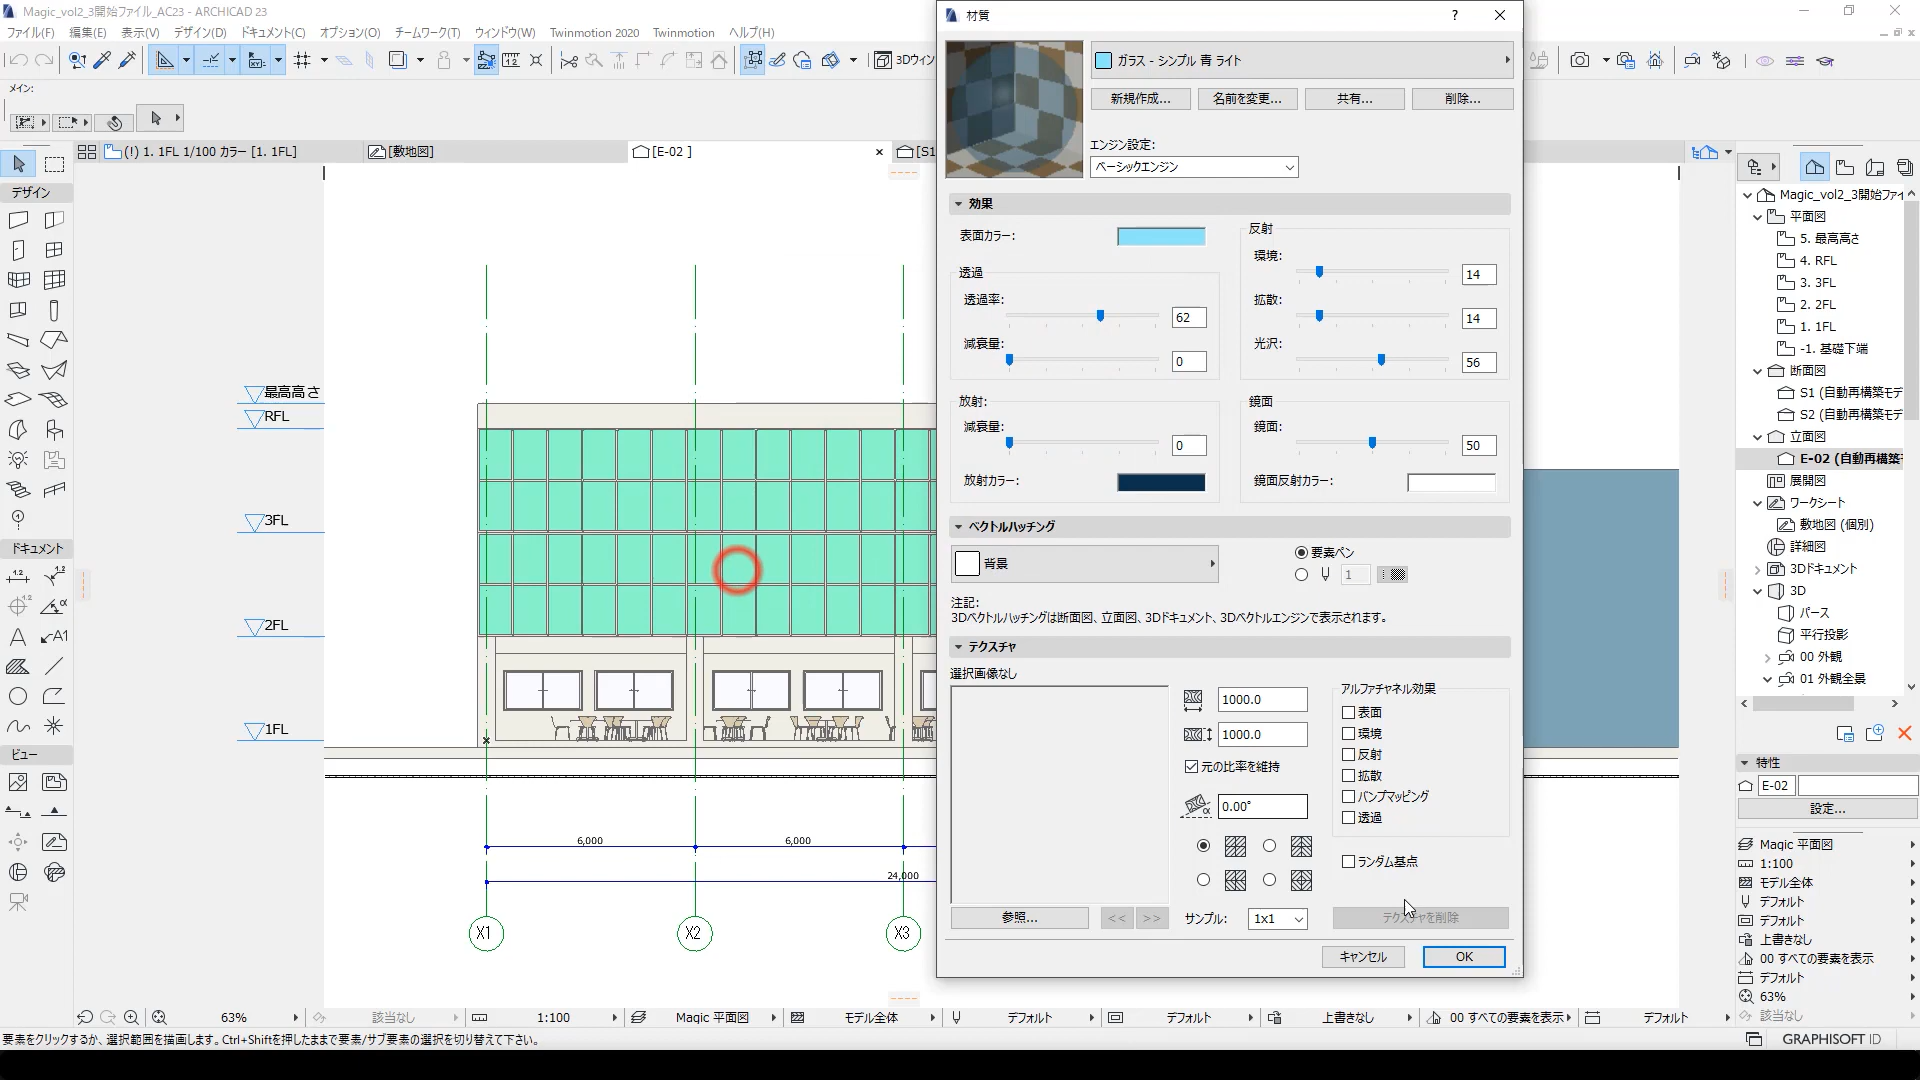 Magic_vol2_3開始ファイル_AC23 - ARCHICAD 23
ファイル(F) 編集(E) 表示(V) デザイン(D) ドキュメント(C) オプション(O) チームワーク(T) ウィンドウ(W) Twinmotion 2020 Twinmotion ヘルプ(H)
3Dウィン
メイン:
(!) 1. 1FL 1/100 カラー [1. 1FL]
[敷地図]
[E-02 ]
[S1
デザイン
ドキュメント
ビュー
最高高さ
RFL
3FL
2FL
1FL
6,000
6,000
24,000
X1
X2
X3
材質
ガラス - シンプル 青 ライト
新規作成...
名前を変更...
共有...
削除...
エンジン設定:
ベーシックエンジン
効果
表面カラー:
透過
透過率:
62
減衰量:
0
反射
環境:
14
拡散:
14
光沢:
56
放射:
減衰量:
0
放射カラー:
鏡面
鏡面:
50
鏡面反射カラー:
ベクトルハッチング
背景
要素ペン
1
注記:
3Dベクトルハッチングは断面図、立面図、3Dドキュメント、3Dベクトルエンジンで表示されます。
テクスチャ
選択画像なし
1000.0
1000.0
元の比率を維持
0.00°
アルファチャネル効果
表面
環境
反射
拡散
バンプマッピング
透過
ランダム基点
参照...
<<
>>
サンプル:
1x1
テクスチャを削除
キャンセル
OK
Magic_vol2_3開始ファイ
平面図
5. 最高高さ
4. RFL
3. 3FL
2. 2FL
1. 1FL
-1. 基礎下端
断面図
S1 (自動再構築モデ
S2 (自動再構築モデ
立面図
E-02 (自動再構築
展開図
ワークシート
敷地図 (個別)
詳細図
3Dドキュメント
3D
パース
平行投影
00 外観
01 外観全景
特性
E-02
設定...
Magic 平面図
1:100
モデル全体
デフォルト
デフォルト
上書きなし
00 すべての要素を表示
デフォルト
63%
該当なし
63%
該当なし
1:100
Magic 平面図
モデル全体
デフォルト
デフォルト
上書きなし
00 すべての要素を表示
デフォルト
要素をクリックするか、選択範囲を描画します。Ctrl+Shiftを押したままで要素/サブ要素の選択を切り替えて下さい。
GRAPHISOFT ID